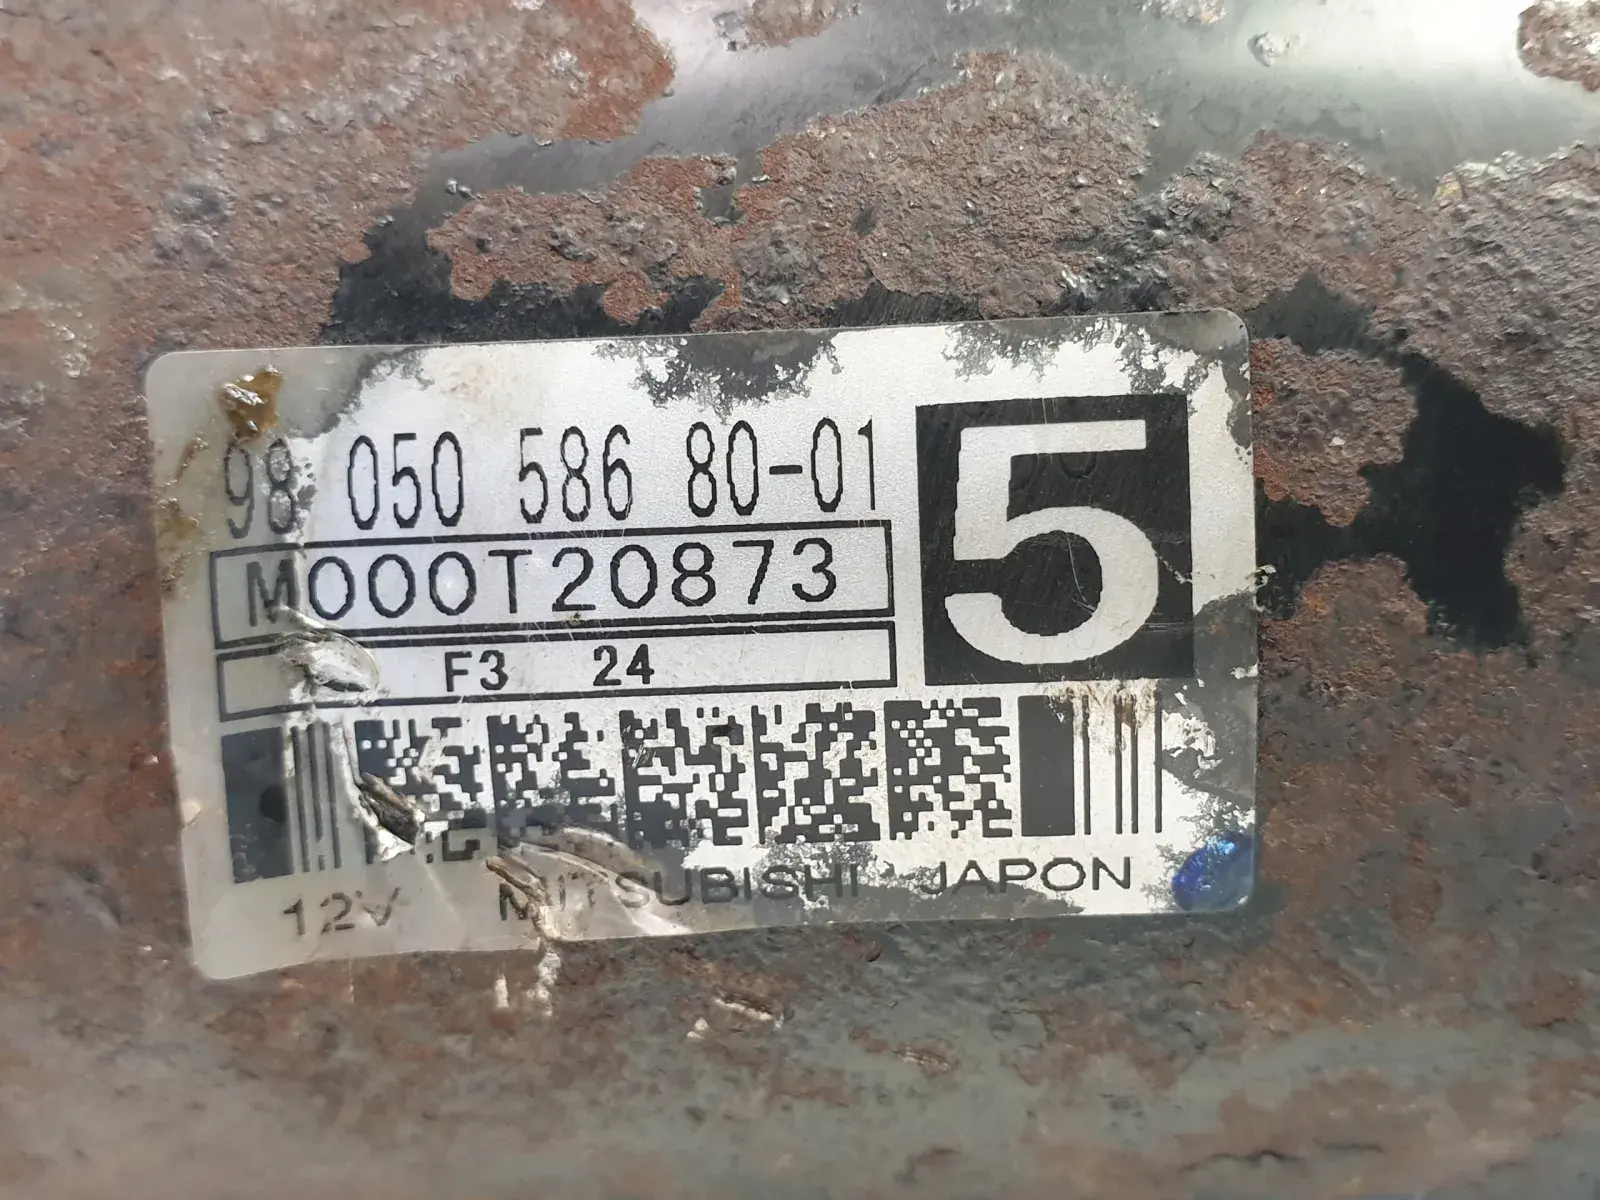 98 050 586 80-01
5
M000T20873
F3 24
12V MITSUBISHI JAPON